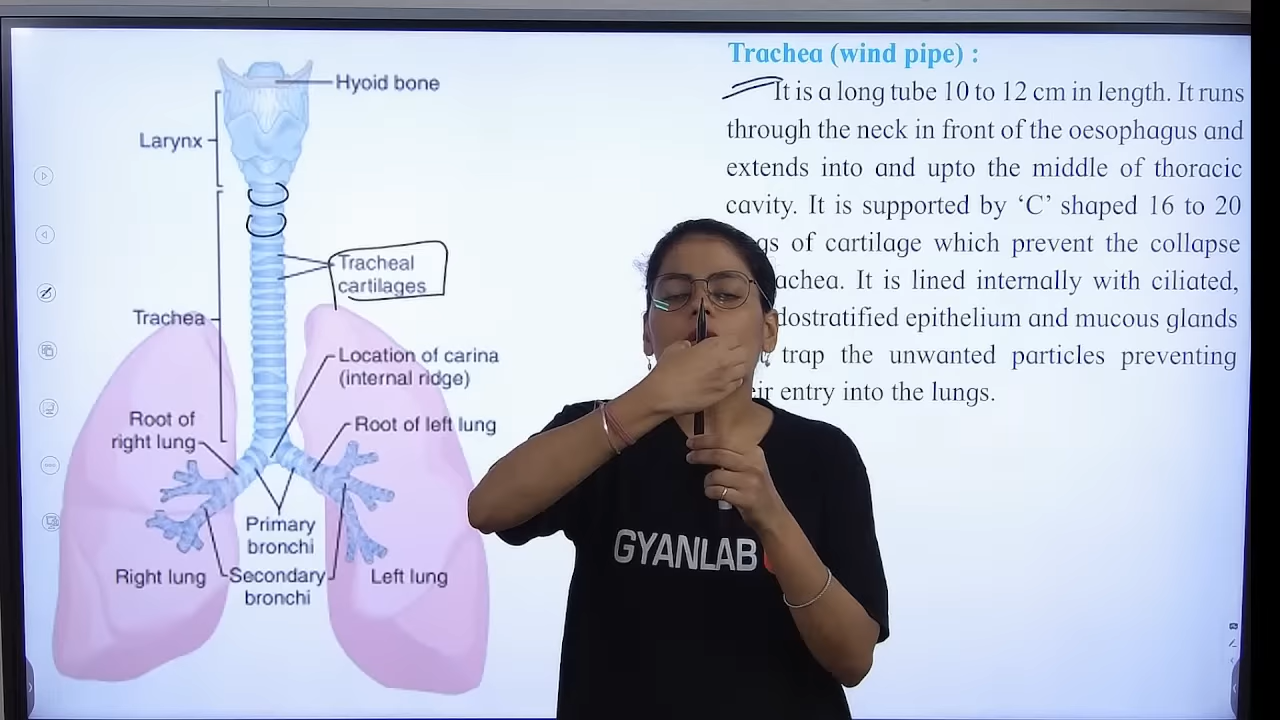 Hyoid bone
Larynx
Tracheal
cartilages
Trachea
Location of carina
(internal ridge)
Root of
right lung
Root of left lung
Primary
bronchi
Right lung
Secondary
bronchi
Left lung
Trachea (wind pipe) :
It is a long tube 10 to 12 cm in length. It runs
through the neck in front of the oesophagus and
extends into and upto the middle of thoracic
cavity. It is supported by ‘C’ shaped 16 to 20
of cartilage which prevent the collapse
It is lined internally with ciliated,
epithelium and mucous glands
trap the unwanted particles preventing
entry into the lungs.
GYANLAB